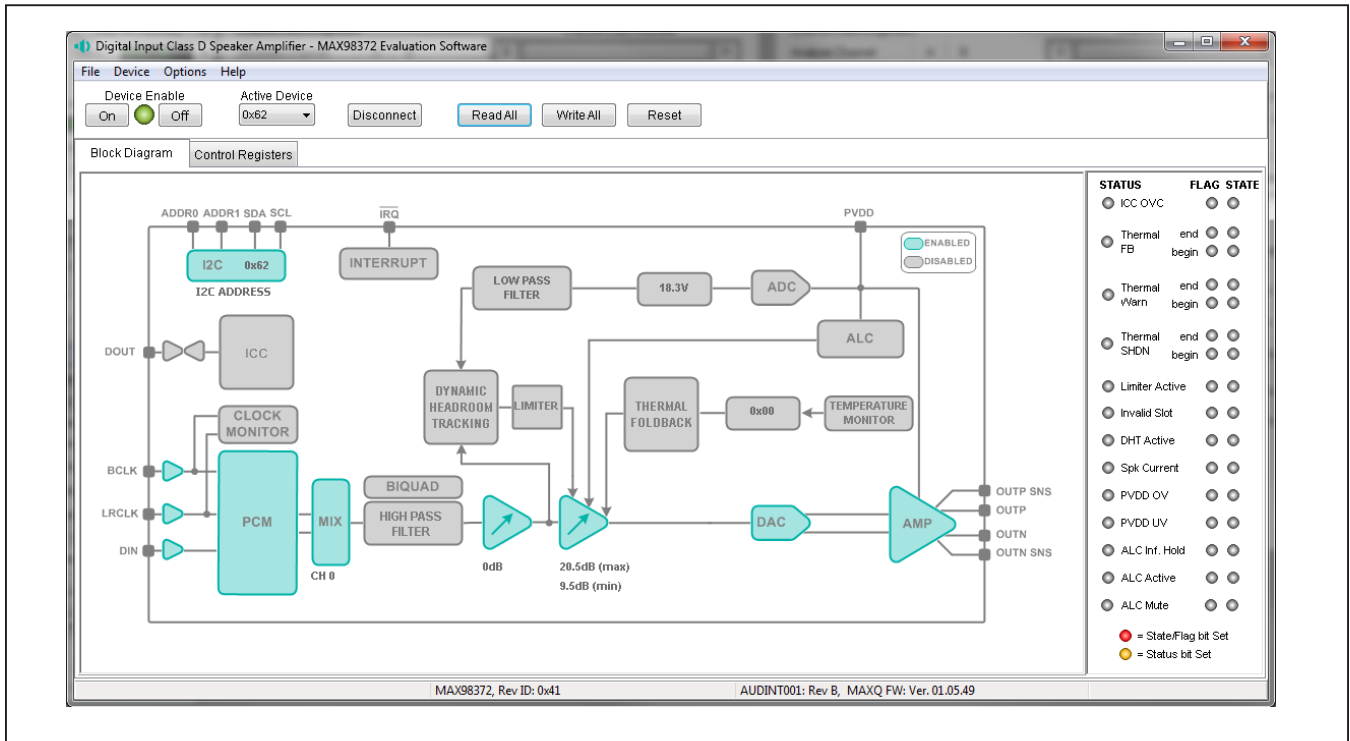 Digital Input Class D Speaker Amplifier - MAX98372 Evaluation Software
File Device Options Help
Device Enable
Active Device
On
Off
0x62
Disconnect
Read All
Write All
Reset
Block Diagram
Control Registers
ADDR0 ADDR1 SDA SCL
IRQ
PVDD
I2C 0x62
I2C ADDRESS
INTERRUPT
ENABLED
DISABLED
LOW PASS
FILTER
18.3V
ADC
ALC
DOUT
ICC
DYNAMIC
HEADROOM
TRACKING
LIMITER
THERMAL
FOLDBACK
0x00
TEMPERATURE
MONITOR
CLOCK
MONITOR
BCLK
LRCLK
DIN
PCM
MIX
CH 0
BIQUAD
HIGH PASS
FILTER
0dB
20.5dB (max)
9.5dB (min)
DAC
AMP
OUTP SNS
OUTP
OUTN
OUTN SNS
STATUS FLAG STATE
ICC OVC
Thermal FB
end
begin
Thermal Warn
end
begin
Thermal SHDN
end
begin
Limiter Active
Invalid Slot
DHT Active
Spk Current
PVDD OV
PVDD UV
ALC Inf. Hold
ALC Active
ALC Mute
= State/Flag bit Set
= Status bit Set
MAX98372, Rev ID: 0x41
AUDINT001: Rev B, MAXQ FW: Ver. 01.05.49